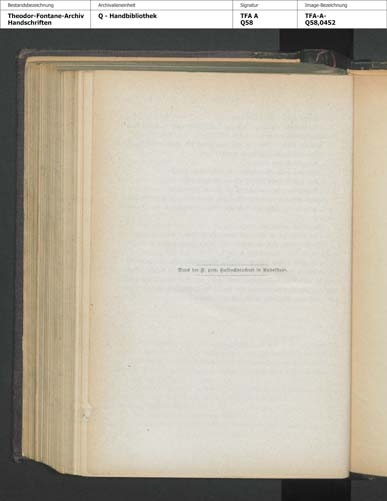 Bestandsbezeichnung Archivalieneinheit Signatur Image-Bezeichnung
Theodor-Fontane-Archiv Q - Handbibliothek TFA A TFA-A-
Handschriften Q58 Q58,0452
Druck der F. priv. Hofbuchdruckerei in Rudolstadt.